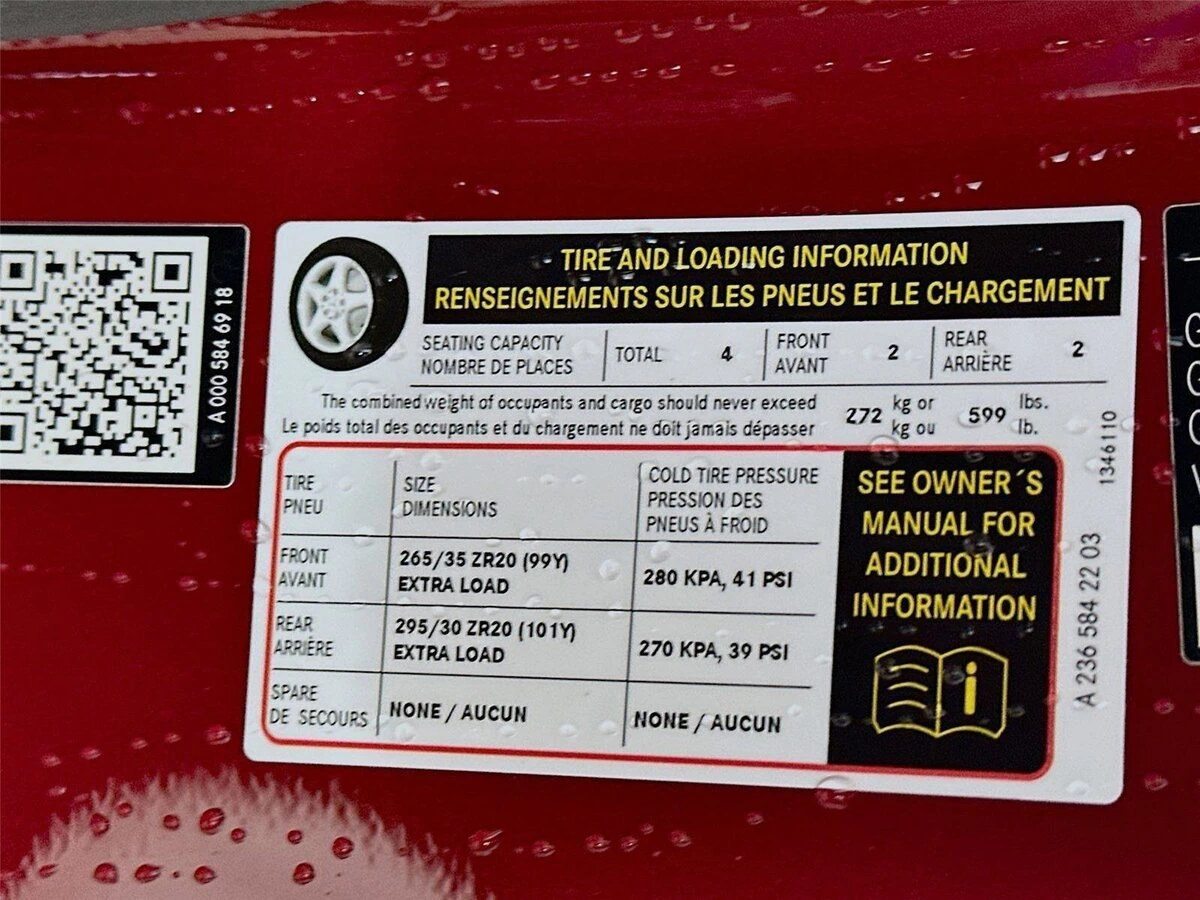 A 000 584 69 18
TIRE AND LOADING INFORMATION
RENSEIGNEMENTS SUR LES PNEUS ET LE CHARGEMENT
SEATING CAPACITY
NOMBRE DE PLACES
TOTAL 4
FRONT
AVANT
2
REAR
ARRIÈRE
2
The combined weight of occupants and cargo should never exceed
Le poids total des occupants et du chargement ne doit jamais dépasser
272 kg or
kg ou
599 lbs.
lb.
1346110
TIRE
PNEU
SIZE
DIMENSIONS
COLD TIRE PRESSURE
PRESSION DES
PNEUS À FROID
FRONT
AVANT
265/35 ZR20 (99Y)
EXTRA LOAD
280 KPA, 41 PSI
REAR
ARRIÈRE
295/30 ZR20 (101Y)
EXTRA LOAD
270 KPA, 39 PSI
SPARE
DE SECOURS
NONE / AUCUN
NONE / AUCUN
SEE OWNER´S
MANUAL FOR
ADDITIONAL
INFORMATION
A 236 584 22 03